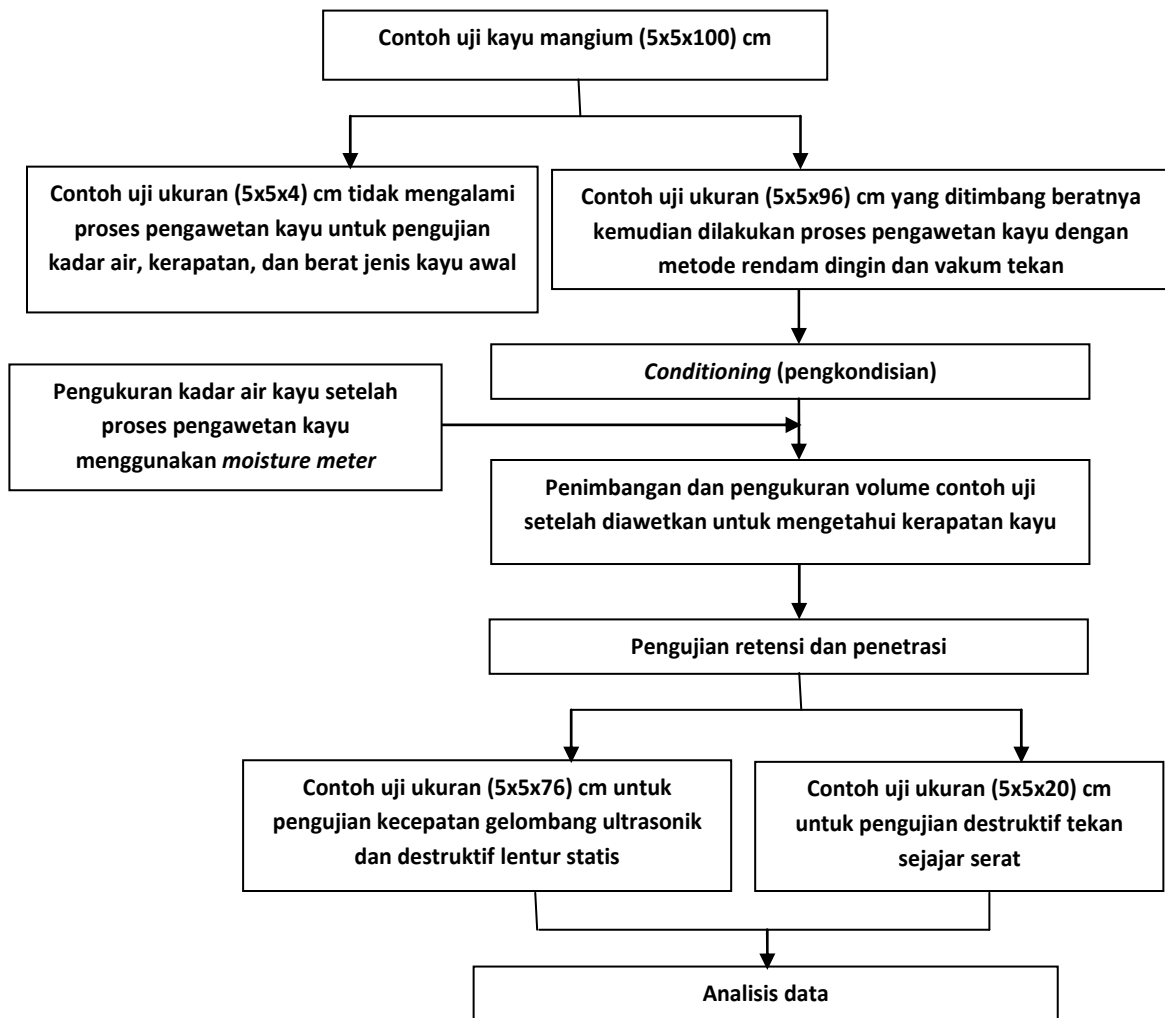 Contoh uji kayu mangium (5x5x100) cm
Contoh uji ukuran (5x5x4) cm tidak mengalami
proses pengawetan kayu untuk pengujian
kadar air, kerapatan, dan berat jenis kayu awal
Contoh uji ukuran (5x5x96) cm yang ditimbang beratnya
kemudian dilakukan proses pengawetan kayu dengan
metode rendam dingin dan vakum tekan
Conditioning (pengkondisian)
Pengukuran kadar air kayu setelah
proses pengawetan kayu
menggunakan moisture meter
Penimbangan dan pengukuran volume contoh uji
setelah diawetkan untuk mengetahui kerapatan kayu
Pengujian retensi dan penetrasi
Contoh uji ukuran (5x5x76) cm untuk
pengujian kecepatan gelombang ultrasonik
dan destruktif lentur statis
Contoh uji ukuran (5x5x20) cm
untuk pengujian destruktif tekan
sejajar serat
Analisis data